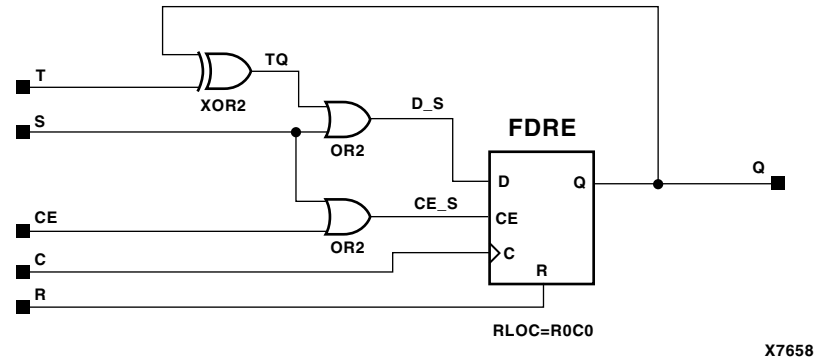 T
TQ
XOR2
S
D_S
OR2
FDRE
D
Q
Q
CE
CE_S
CE
OR2
C
C
R
R
RLOC=R0C0
X7658